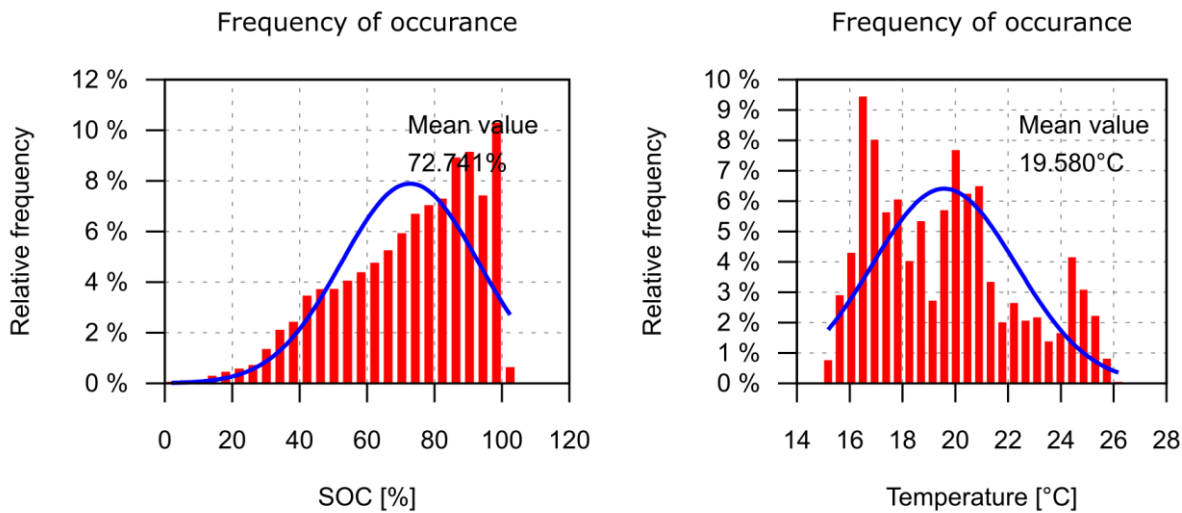 Frequency of occurance
12 %
10 %
8 %
6 %
4 %
2 %
0 %
Relative frequency
Mean value
72.741%
0 20 40 60 80 100 120
SOC [%]
Frequency of occurance
10 %
9 %
8 %
7 %
6 %
5 %
4 %
3 %
2 %
1 %
0 %
Relative frequency
Mean value
19.580°C
14 16 18 20 22 24 26 28
Temperature [°C]